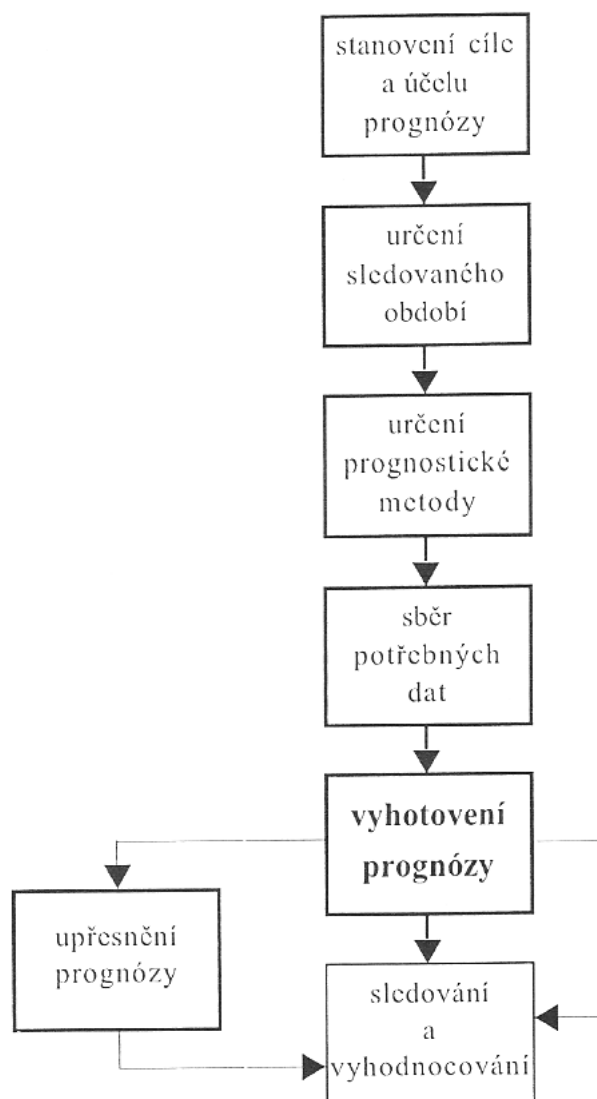 stanovení cíle
a účelu
prognózy
určení
sledovaného
období
určení
prognostické
metody
sběr
potřebných
dat
vyhotovení
prognózy
upřesnění
prognózy
sledování
a
vyhodnocování